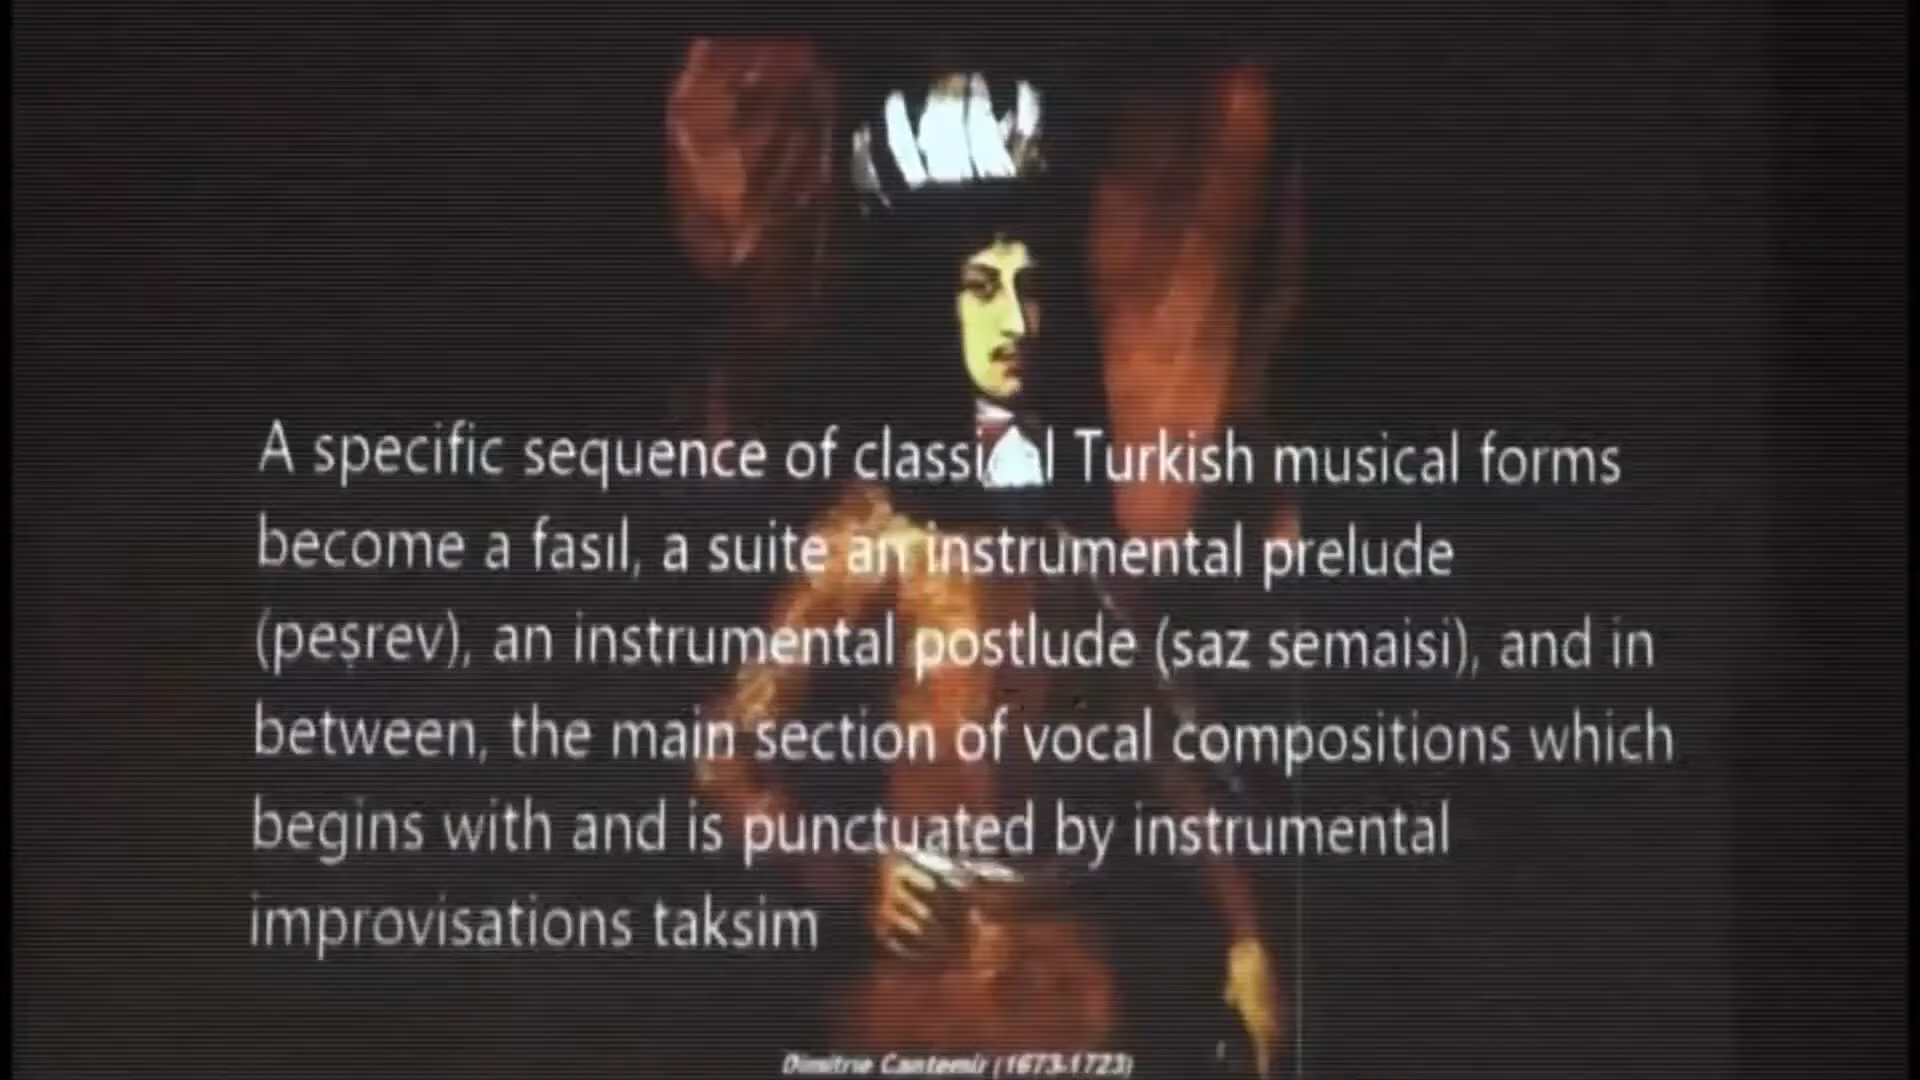 A specific sequence of classical Turkish musical forms
become a fasıl, a suite an instrumental prelude
(peşrev), an instrumental postlude (saz semaisi), and in
between, the main section of vocal compositions which
begins with and is punctuated by instrumental
improvisations taksim
Dimitrie Cantemir (1673-1723)